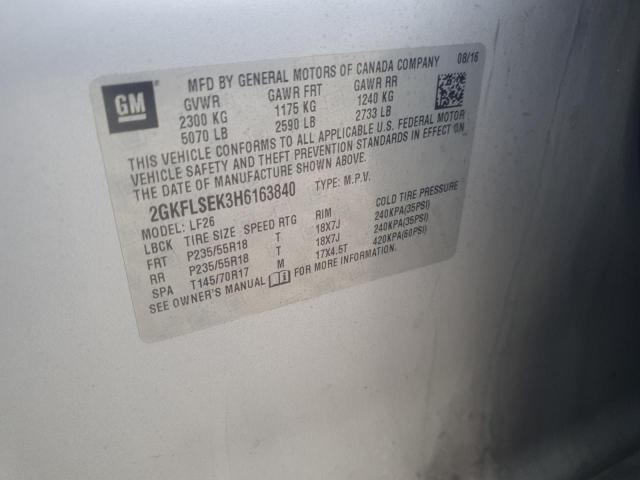 GM
MFD BY GENERAL MOTORS OF CANADA COMPANY 08/16
GVWR GAWR FRT GAWR RR
2300 KG 1175 KG 1240 KG
5070 LB 2590 LB 2733 LB
THIS VEHICLE CONFORMS TO ALL APPLICABLE U.S. FEDERAL MOTOR
VEHICLE SAFETY AND THEFT PREVENTION STANDARDS IN EFFECT ON
THE DATE OF MANUFACTURE SHOWN ABOVE.
2GKFLSEK3H6163840 TYPE: M.P.V.
MODEL: LF26
LBCK TIRE SIZE SPEED RTG RIM COLD TIRE PRESSURE
FRT P235/55R18 T 18X7J 240KPA(35PSI)
RR P235/55R18 T 18X7J 240KPA(35PSI)
SPA T145/70R17 M 17X4.5T 420KPA(60PSI)
SEE OWNER'S MANUAL FOR MORE INFORMATION.